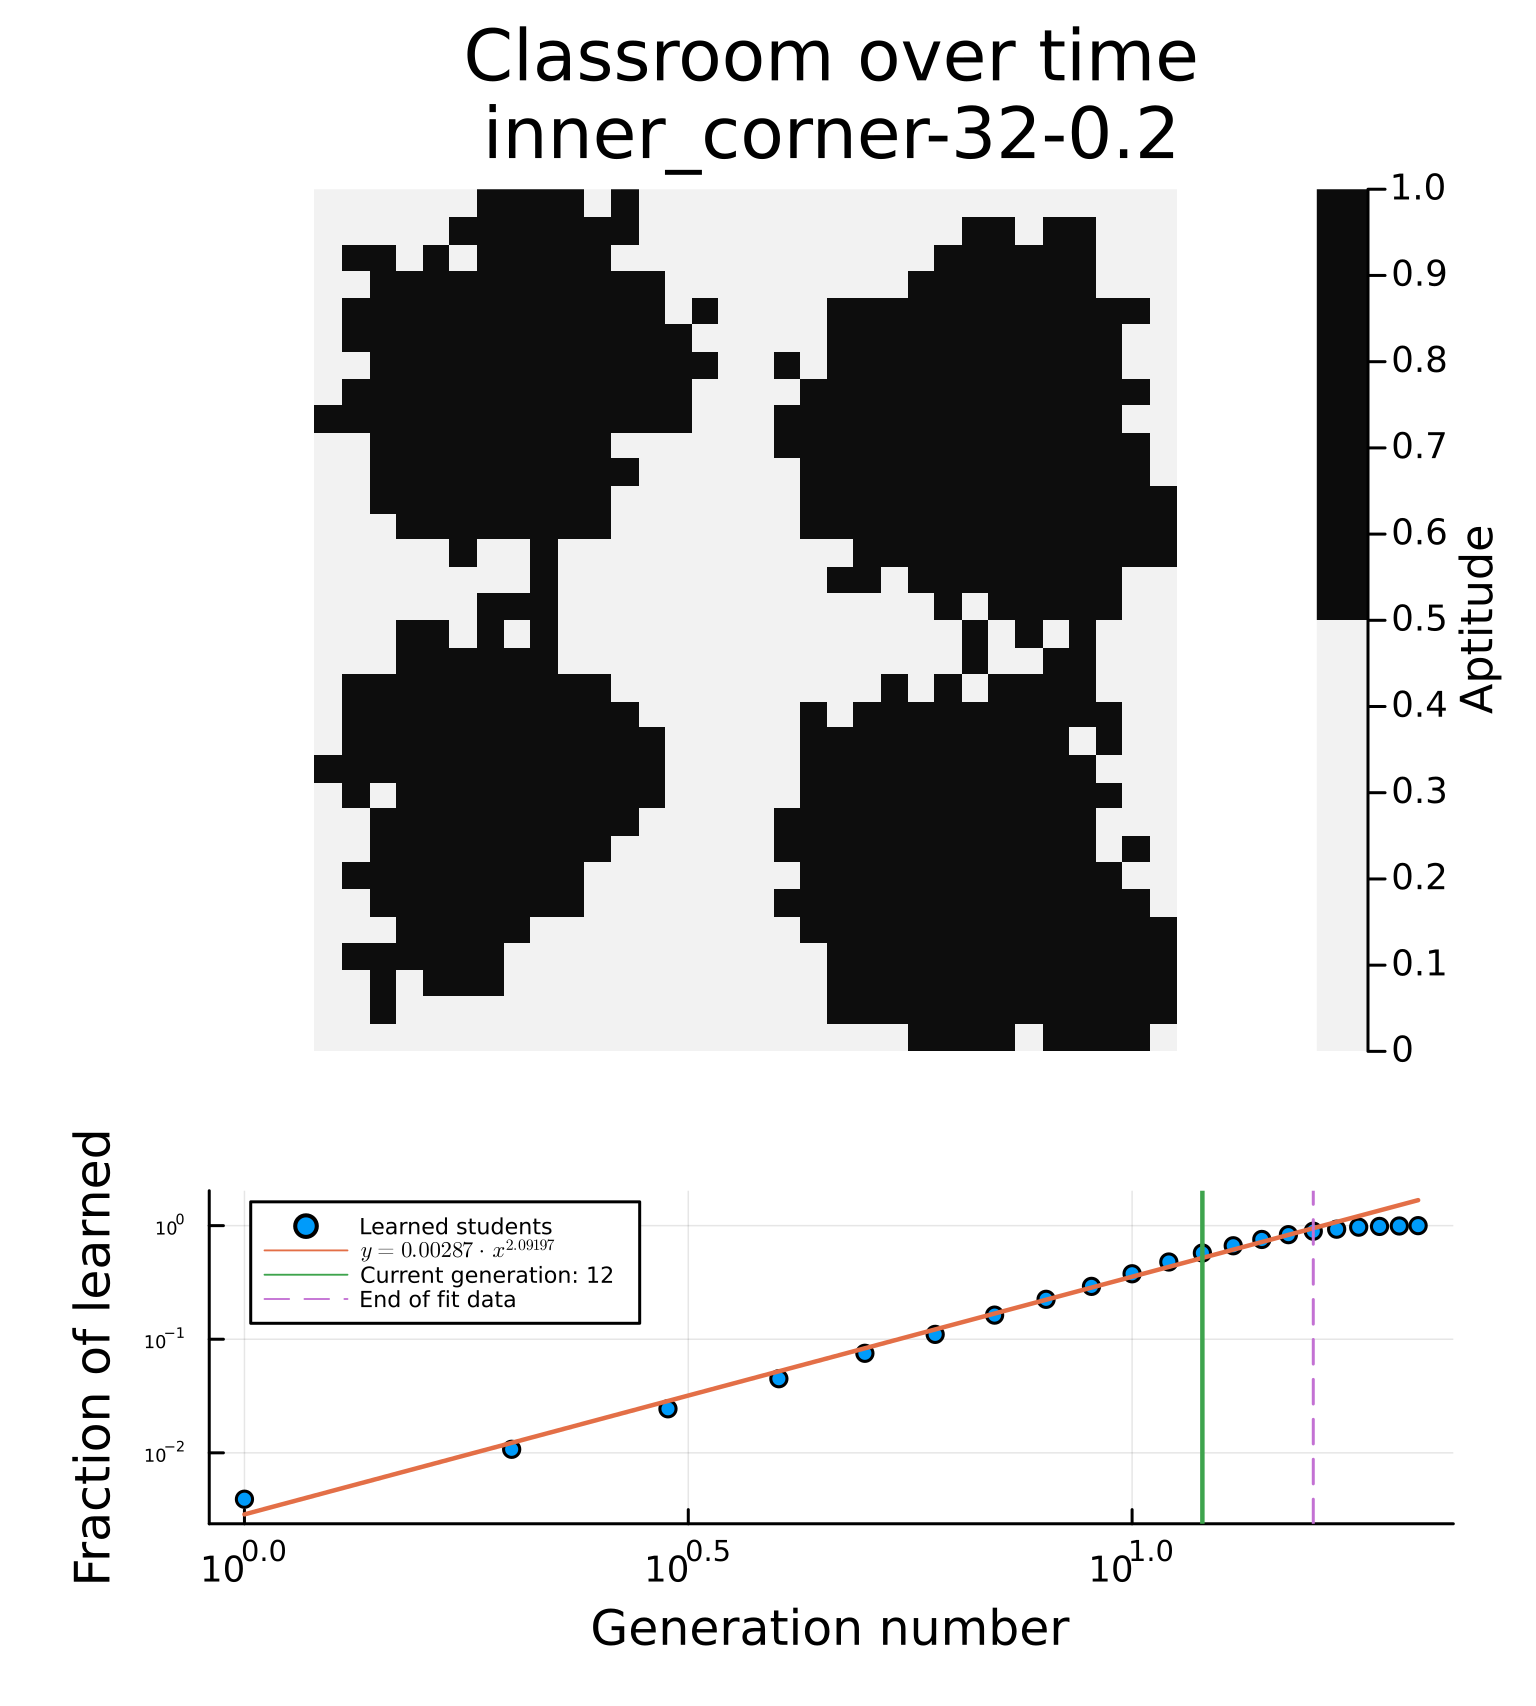 Classroom over time
inner_corner-32-0.2
1.0
0.9
0.8
0.7
0.6
0.5
0.4
0.3
0.2
0.1
0
Aptitude
Fraction of learned
10^0
10^−1
10^−2
Learned students
y = 0.00287 · x^2.09197
Current generation: 12
End of fit data
10^0.0
10^0.5
10^1.0
Generation number